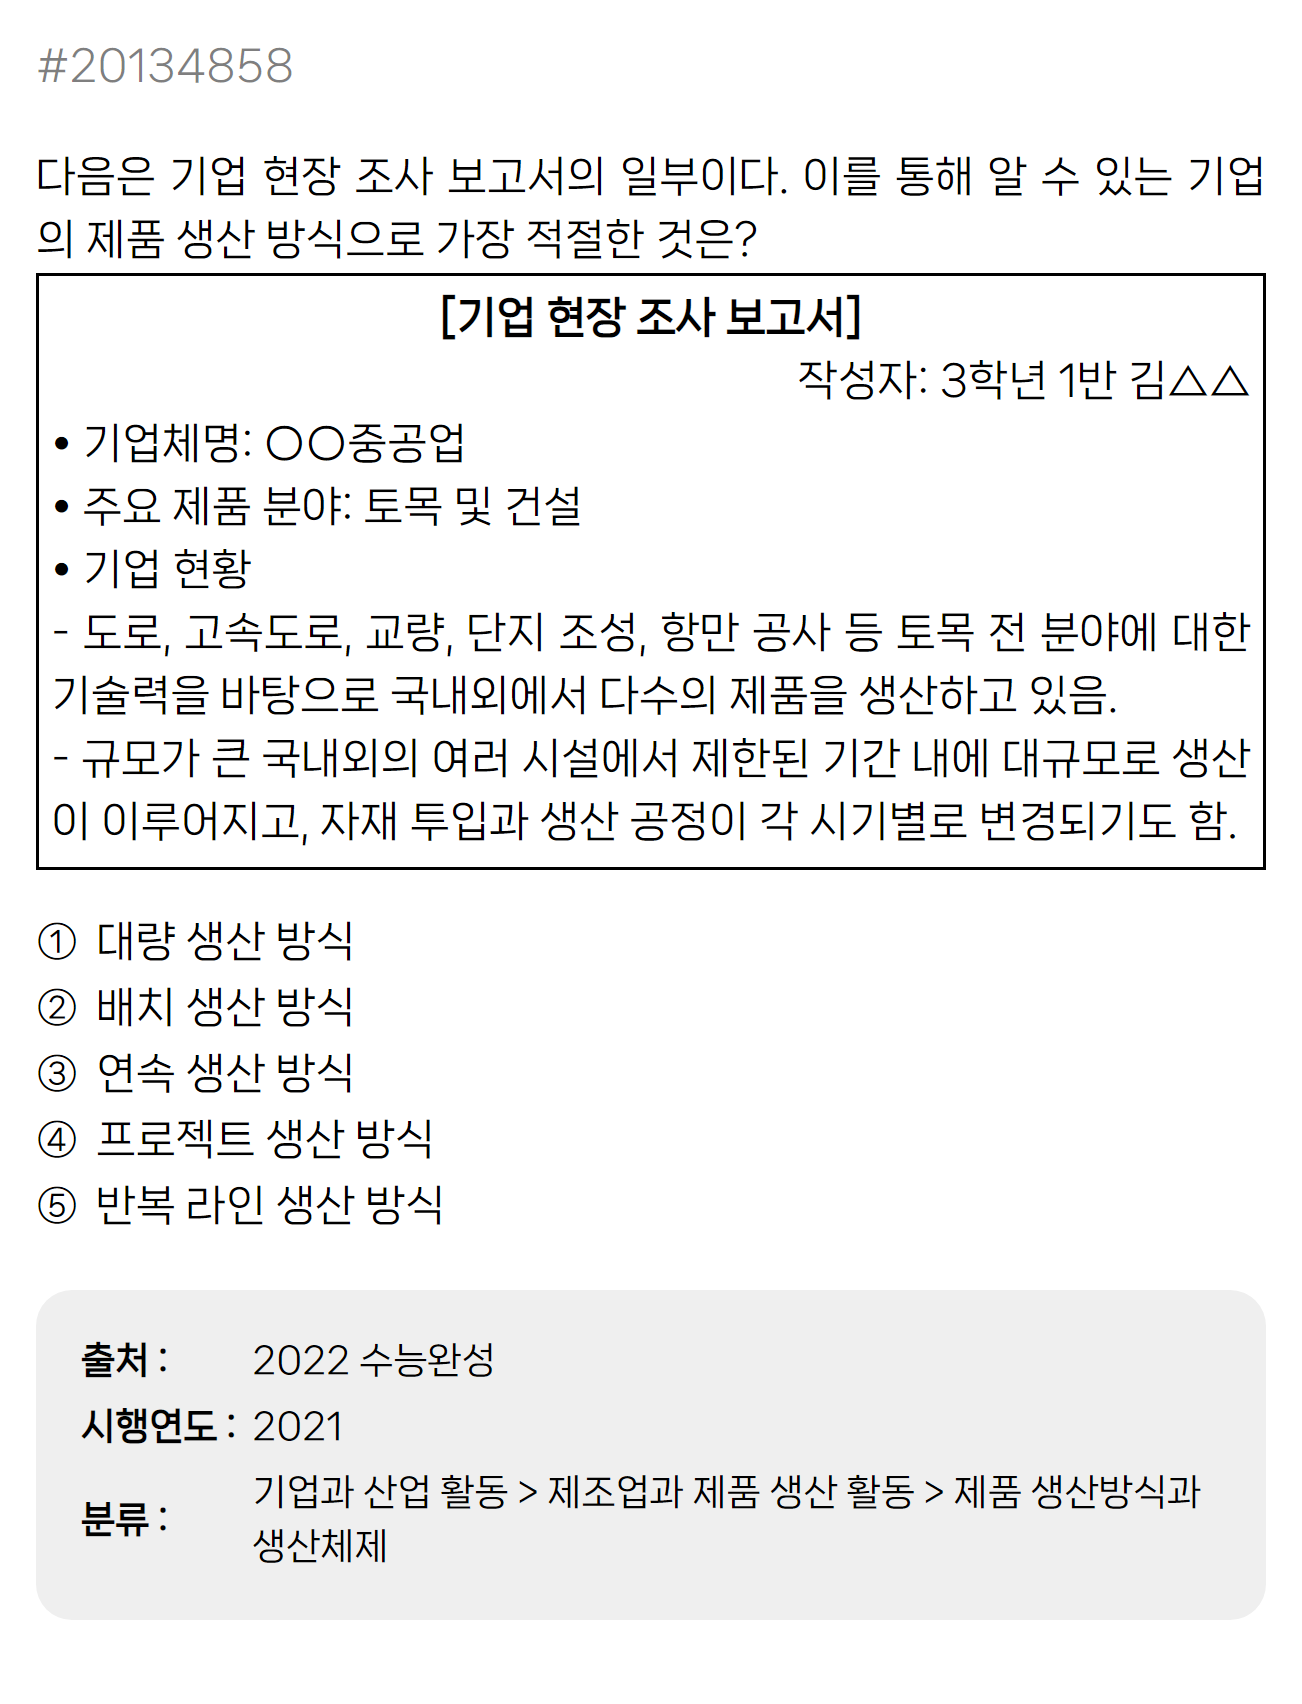 #20134858
다음은 기업 현장 조사 보고서의 일부이다. 이를 통해 알 수 있는 기업
의 제품 생산 방식으로 가장 적절한 것은?
[기업 현장 조사 보고서]
작성자: 3학년 1반 김△△
• 기업체명: ○○중공업
• 주요 제품 분야: 토목 및 건설
• 기업 현황
- 도로, 고속도로, 교량, 단지 조성, 항만 공사 등 토목 전 분야에 대한
기술력을 바탕으로 국내외에서 다수의 제품을 생산하고 있음.
- 규모가 큰 국내외의 여러 시설에서 제한된 기간 내에 대규모로 생산
이 이루어지고, 자재 투입과 생산 공정이 각 시기별로 변경되기도 함.
① 대량 생산 방식
② 배치 생산 방식
③ 연속 생산 방식
④ 프로젝트 생산 방식
⑤ 반복 라인 생산 방식
출처 : 2022 수능완성
시행연도 : 2021
분류 : 기업과 산업 활동 > 제조업과 제품 생산 활동 > 제품 생산방식과
생산체제